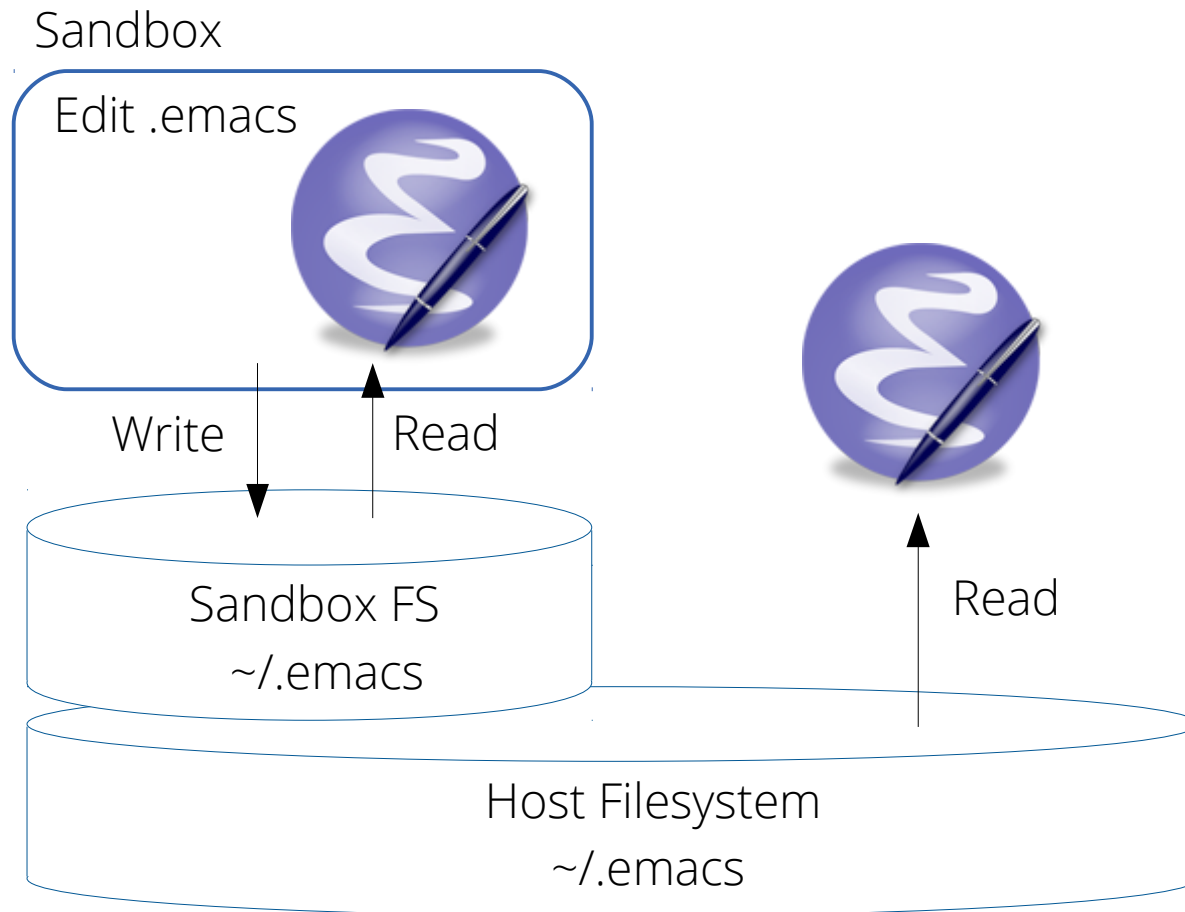 Sandbox
Edit .emacs
Write
Read
Sandbox FS
~/.emacs
Read
Host Filesystem
~/.emacs